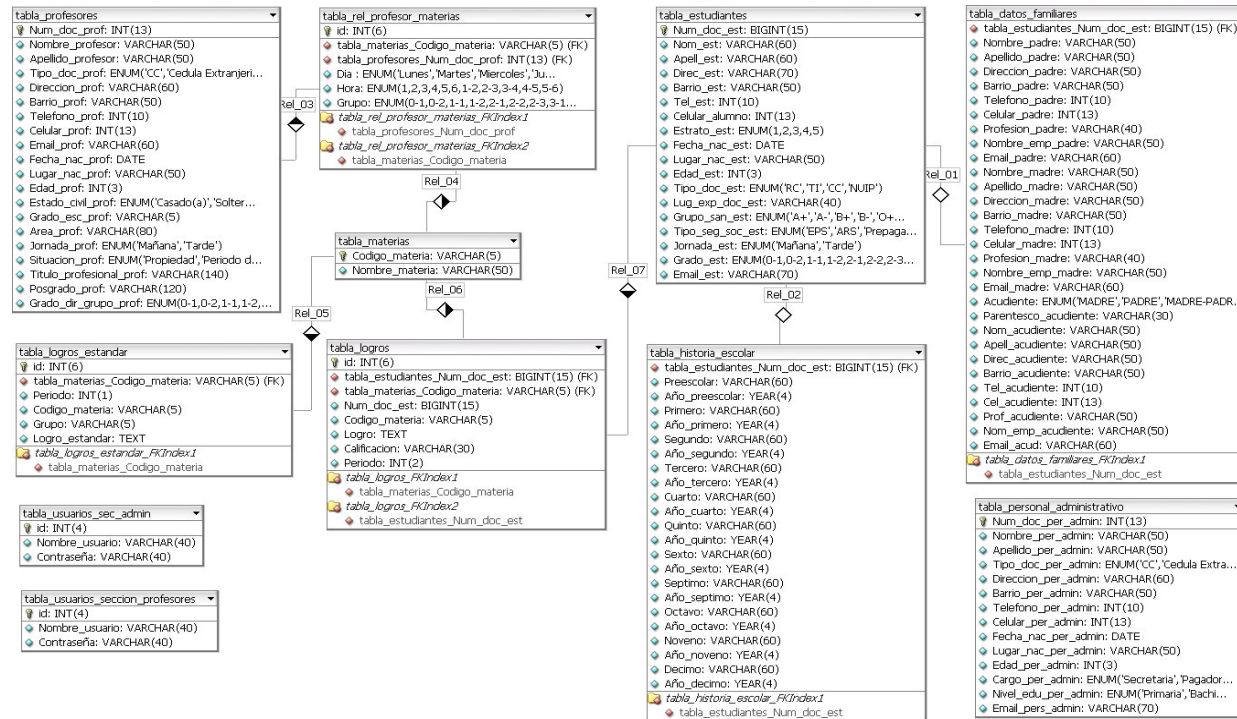 tabla_profesores
Num_doc_prof: INT(13)
Nombre_profesor: VARCHAR(50)
Apellido_profesor: VARCHAR(50)
Tipo_doc_prof: ENUM('CC','Cedula Extranjeri...
Direccion_prof: VARCHAR(60)
Barrio_prof: VARCHAR(50)
Telefono_prof: INT(10)
Celular_prof: INT(13)
Email_prof: VARCHAR(60)
Fecha_nac_prof: DATE
Lugar_nac_prof: VARCHAR(50)
Edad_prof: INT(3)
Estado_civil_prof: ENUM('Casado(a)','Solter...
Grado_esc_prof: VARCHAR(5)
Area_prof: VARCHAR(80)
Jornada_prof: ENUM('Mañana','Tarde')
Situacion_prof: ENUM('Propiedad','Periodo d...
Titulo_profesional_prof: VARCHAR(140)
Posgrado_prof: VARCHAR(120)
Grado_dir_grupo_prof: ENUM(0-1,0-2,1-1,1-2,...
Rel_03
tabla_rel_profesor_materias
id: INT(6)
tabla_materias_Codigo_materia: VARCHAR(5) (FK)
tabla_profesores_Num_doc_prof: INT(13) (FK)
Dia : ENUM('Lunes','Martes','Miercoles','Ju...
Hora: ENUM(1,2,3,4,5,6,1-2,2-3,3-4,4-5,5-6)
Grupo: ENUM(0-1,0-2,1-1,1-2,2-1,2-2,2-3,3-1...
tabla_rel_profesor_materias_FKIndex1
tabla_profesores_Num_doc_prof
tabla_rel_profesor_materias_FKIndex2
tabla_materias_Codigo_materia
Rel_04
tabla_materias
Codigo_materia: VARCHAR(5)
Nombre_materia: VARCHAR(50)
Rel_06
Rel_05
tabla_logros_estandar
id: INT(6)
tabla_materias_Codigo_materia: VARCHAR(5) (FK)
Periodo: INT(1)
Codigo_materia: VARCHAR(5)
Grupo: VARCHAR(5)
Logro_estandar: TEXT
tabla_logros_estandar_FKIndex1
tabla_materias_Codigo_materia
tabla_logros
id: INT(6)
tabla_estudiantes_Num_doc_est: BIGINT(15) (FK)
tabla_materias_Codigo_materia: VARCHAR(5) (FK)
Num_doc_est: BIGINT(15)
Codigo_materia: VARCHAR(5)
Logro: TEXT
Calificacion: VARCHAR(30)
Periodo: INT(2)
tabla_logros_FKIndex1
tabla_materias_Codigo_materia
tabla_logros_FKIndex2
tabla_estudiantes_Num_doc_est
tabla_usuarios_sec_admin
id: INT(4)
Nombre_usuario: VARCHAR(40)
Contraseña: VARCHAR(40)
tabla_usuarios_seccion_profesores
id: INT(4)
Nombre_usuario: VARCHAR(40)
Contraseña: VARCHAR(40)
tabla_estudiantes
Num_doc_est: BIGINT(15)
Nom_est: VARCHAR(60)
Apell_est: VARCHAR(60)
Direc_est: VARCHAR(70)
Barrio_est: VARCHAR(50)
Tel_est: INT(10)
Celular_alumno: INT(13)
Estrato_est: ENUM(1,2,3,4,5)
Fecha_nac_est: DATE
Lugar_nac_est: VARCHAR(50)
Edad_est: INT(3)
Tipo_doc_est: ENUM('RC','TI','CC','NUIP')
Lug_exp_doc_est: VARCHAR(40)
Grupo_san_est: ENUM('A+','A-','B+','B-','O+...
Tipo_seg_soc_est: ENUM('EPS','ARS','Prepaga...
Jornada_est: ENUM('Mañana','Tarde')
Grado_est: ENUM(0-1,0-2,1-1,1-2,2-1,2-2,2-3...
Email_est: VARCHAR(70)
Rel_07
Rel_02
Rel_01
tabla_historia_escolar
tabla_estudiantes_Num_doc_est: BIGINT(15) (FK)
Preescolar: VARCHAR(60)
Año_preescolar: YEAR(4)
Primero: VARCHAR(60)
Año_primero: YEAR(4)
Segundo: VARCHAR(60)
Año_segundo: YEAR(4)
Tercero: VARCHAR(60)
Año_tercero: YEAR(4)
Cuarto: VARCHAR(60)
Año_cuarto: YEAR(4)
Quinto: VARCHAR(60)
Año_quinto: YEAR(4)
Sexto: VARCHAR(60)
Año_sexto: YEAR(4)
Septimo: VARCHAR(60)
Año_septimo: YEAR(4)
Octavo: VARCHAR(60)
Año_octavo: YEAR(4)
Noveno: VARCHAR(60)
Año_noveno: YEAR(4)
Decimo: VARCHAR(60)
Año_decimo: YEAR(4)
tabla_historia_escolar_FKIndex1
tabla_estudiantes_Num_doc_est
tabla_datos_familiares
tabla_estudiantes_Num_doc_est: BIGINT(15) (FK)
Nombre_padre: VARCHAR(50)
Apellido_padre: VARCHAR(50)
Direccion_padre: VARCHAR(50)
Barrio_padre: VARCHAR(50)
Telefono_padre: INT(10)
Celular_padre: INT(13)
Profesion_padre: VARCHAR(40)
Nombre_emp_padre: VARCHAR(50)
Email_padre: VARCHAR(60)
Nombre_madre: VARCHAR(50)
Apellido_madre: VARCHAR(50)
Direccion_madre: VARCHAR(50)
Barrio_madre: VARCHAR(50)
Telefono_madre: INT(10)
Celular_madre: INT(13)
Profesion_madre: VARCHAR(40)
Nombre_emp_madre: VARCHAR(50)
Email_madre: VARCHAR(60)
Acudiente: ENUM('MADRE','PADRE','MADRE-PADR.
Parentesco_acudiente: VARCHAR(30)
Nom_acudiente: VARCHAR(50)
Apell_acudiente: VARCHAR(50)
Direc_acudiente: VARCHAR(50)
Barrio_acudiente: VARCHAR(50)
Tel_acudiente: INT(10)
Cel_acudiente: INT(13)
Prof_acudiente: VARCHAR(50)
Nom_emp_acudiente: VARCHAR(50)
Email_acud: VARCHAR(60)
tabla_datos_familiares_FKIndex1
tabla_estudiantes_Num_doc_est
tabla_personal_administrativo
Num_doc_per_admin: INT(13)
Nombre_per_admin: VARCHAR(50)
Apellido_per_admin: VARCHAR(50)
Tipo_doc_per_admin: ENUM('CC','Cedula Extra...
Direccion_per_admin: VARCHAR(60)
Barrio_per_admin: VARCHAR(50)
Telefono_per_admin: INT(10)
Celular_per_admin: INT(13)
Fecha_nac_per_admin: DATE
Lugar_nac_per_admin: VARCHAR(50)
Edad_per_admin: INT(3)
Cargo_per_admin: ENUM('Secretaria','Pagador...
Nivel_edu_per_admin: ENUM('Primaria','Bachi...
Email_pers_admin: VARCHAR(70)